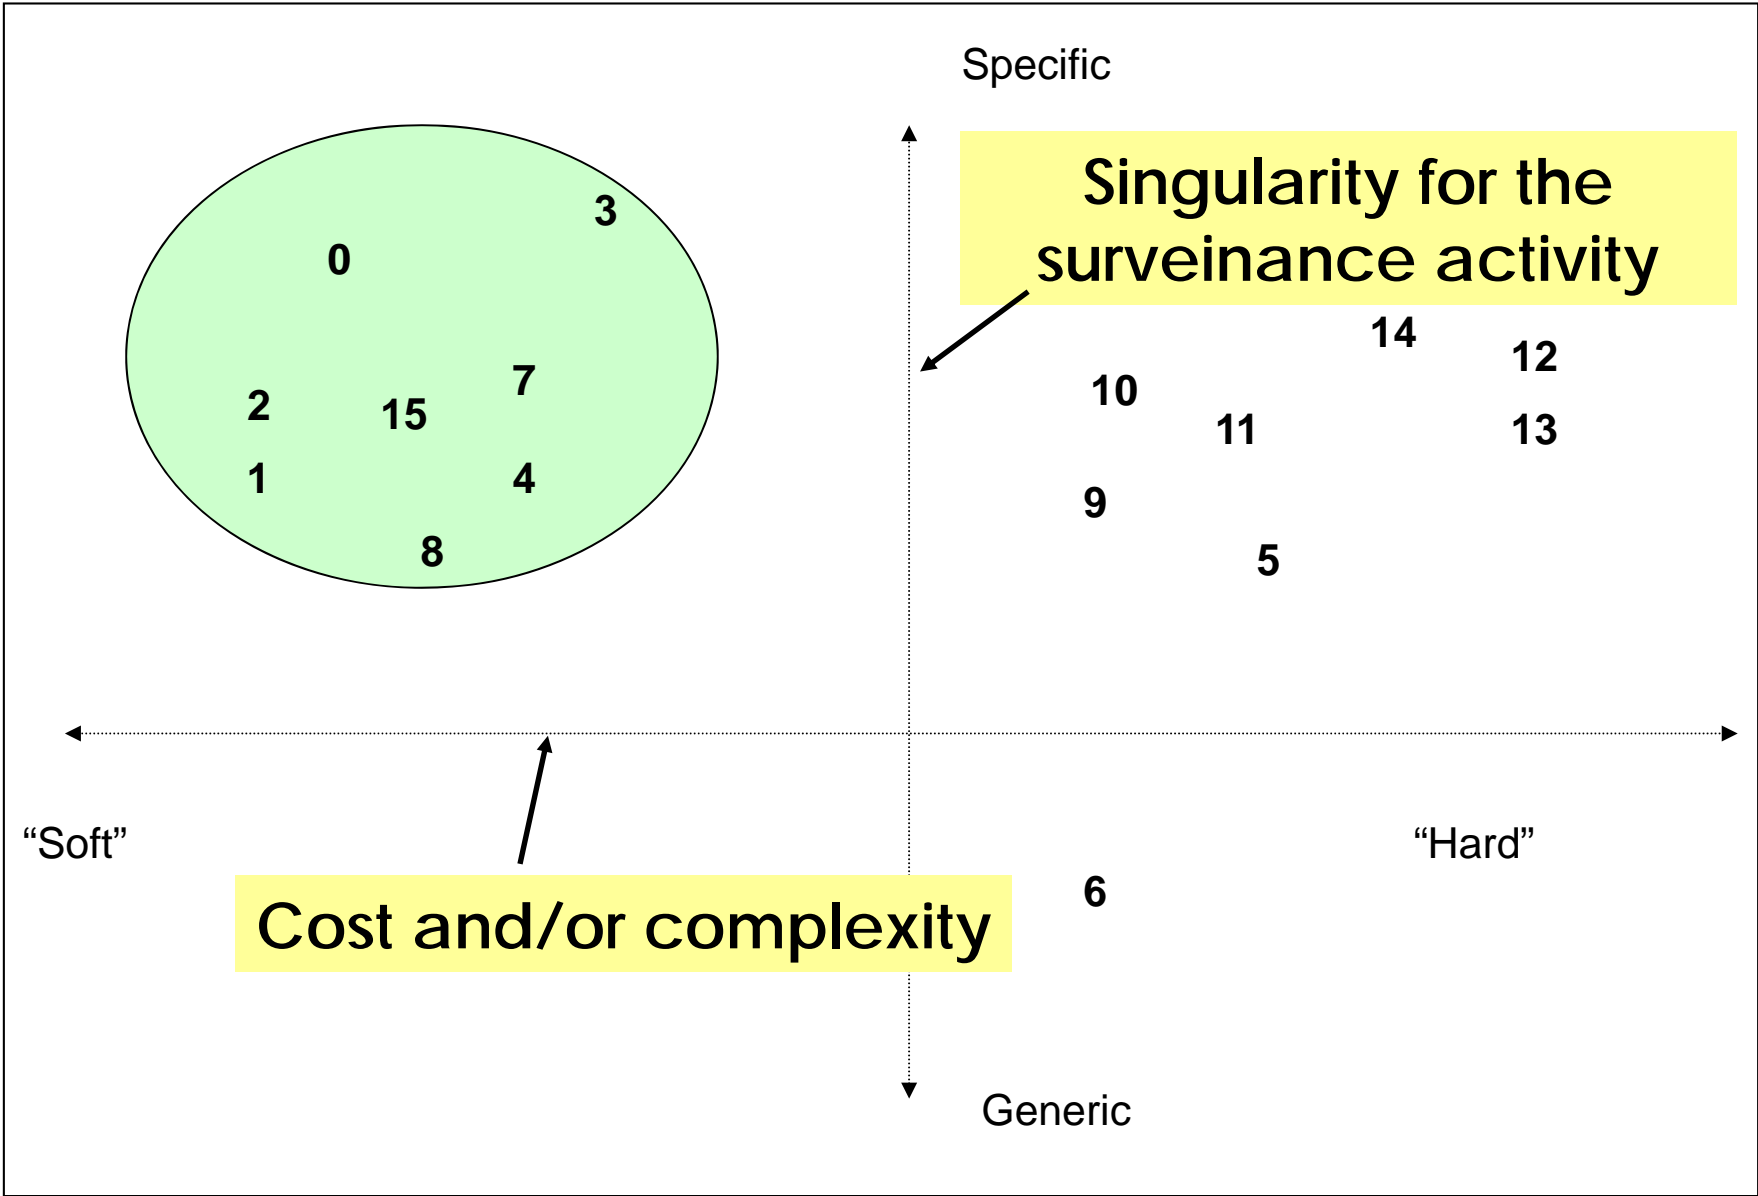 Specific
Singularity for the
surveinance activity
3
0
14
12
7
10
2
15
11
13
1
4
9
8
5
“Soft”
“Hard”
6
Cost and/or complexity
Generic